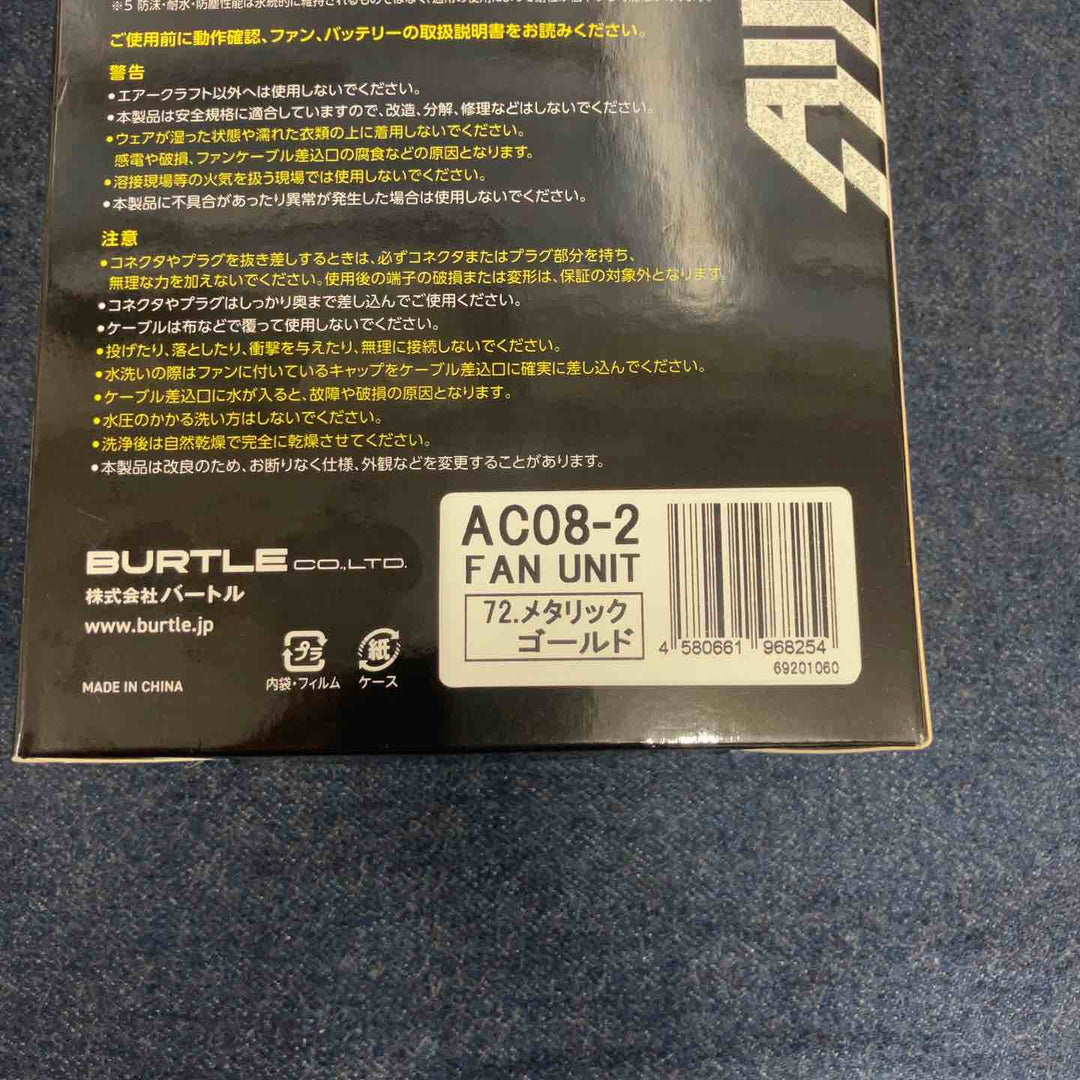 ※5 防沫・耐水・防塵性能は永続的に維持されるものではなく、
ご使用前に動作確認、ファン、バッテリーの取扱説明書をお読みください。
警告
●エアークラフト以外へは使用しないでください。
●本製品は安全規格に適合していますので、改造、分解、修理などはしないでください。
●ウェアが湿った状態や濡れた衣類の上に着用しないでください。
感電や破損、ファンケーブル差込口の腐食などの原因となります。
●溶接現場等の火気を扱う現場では使用しないでください。
●本製品に不具合があったり異常が発生した場合は使用しないでください。
注意
●コネクタやプラグを抜き差しするときは、必ずコネクタまたはプラグ部分を持ち、
無理な力を加えないでください。使用後の端子の破損または変形は、保証の対象外となります。
●コネクタやプラグはしっかり奥まで差し込んでご使用ください。
●ケーブルは布などで覆って使用しないでください。
●投げたり、落としたり、衝撃を与えたり、無理に接続しないでください。
●水洗いの際はファンに付いているキャップをケーブル差込口に確実に差し込んでください。
●ケーブル差込口に水が入ると、故障や破損の原因となります。
●水圧のかかる洗い方はしないでください。
●洗浄後は自然乾燥で完全に乾燥させてください。
●本製品は改良のため、お断りなく仕様、外観などを変更することがあります。
BURTLE CO.,LTD.
株式会社バートル
www.burtle.jp
MADE IN CHINA
プラ
内袋・フィルム
紙
ケース
AC08-2
FAN UNIT
72.メタリック
ゴールド
4 580661 968254
69201060